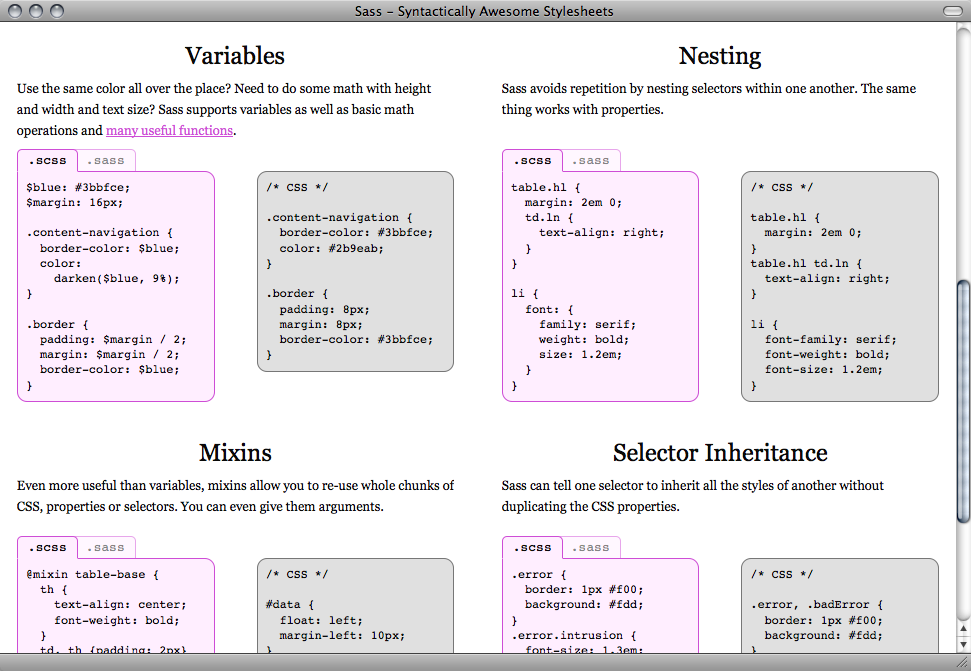 Sass – Syntactically Awesome Stylesheets
Variables
Use the same color all over the place? Need to do some math with height
and width and text size? Sass supports variables as well as basic math
operations and many useful functions.
.scss .sass
$blue: #3bbfce;
$margin: 16px;
.content-navigation {
border-color: $blue;
color:
darken($blue, 9%);
}
.border {
padding: $margin / 2;
margin: $margin / 2;
border-color: $blue;
}
/* CSS */
.content-navigation {
border-color: #3bbfce;
color: #2b9eab;
}
.border {
padding: 8px;
margin: 8px;
border-color: #3bbfce;
}
Nesting
Sass avoids repetition by nesting selectors within one another. The same
thing works with properties.
.scss .sass
table.hl {
margin: 2em 0;
td.ln {
text-align: right;
}
}
li {
font: {
family: serif;
weight: bold;
size: 1.2em;
}
}
/* CSS */
table.hl {
margin: 2em 0;
}
table.hl td.ln {
text-align: right;
}
li {
font-family: serif;
font-weight: bold;
font-size: 1.2em;
}
Mixins
Even more useful than variables, mixins allow you to re-use whole chunks of
CSS, properties or selectors. You can even give them arguments.
.scss .sass
@mixin table-base {
th {
text-align: center;
font-weight: bold;
}
td, th {padding: 2px}
/* CSS */
#data {
float: left;
margin-left: 10px;
}
Selector Inheritance
Sass can tell one selector to inherit all the styles of another without
duplicating the CSS properties.
.scss .sass
.error {
border: 1px #f00;
background: #fdd;
}
.error.intrusion {
font-size: 1.3em;
/* CSS */
.error, .badError {
border: 1px #f00;
background: #fdd;
}